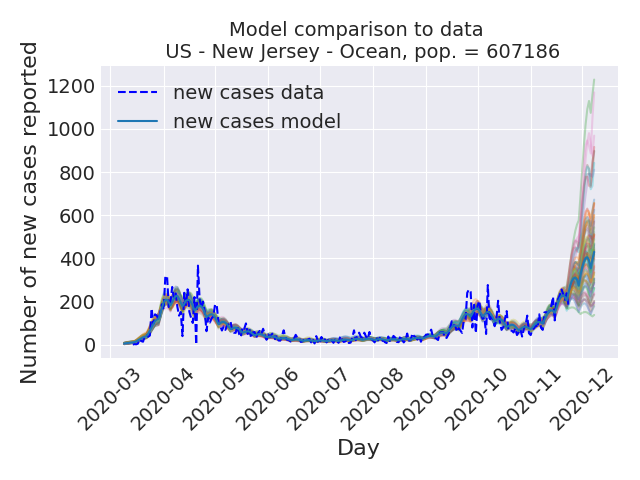 Model comparison to data
US - New Jersey - Ocean, pop. = 607186
Number of new cases reported
1200
1000
800
600
400
200
0
new cases data
new cases model
2020-03
2020-04
2020-05
2020-06
2020-07
2020-08
2020-09
2020-10
2020-11
2020-12
Day